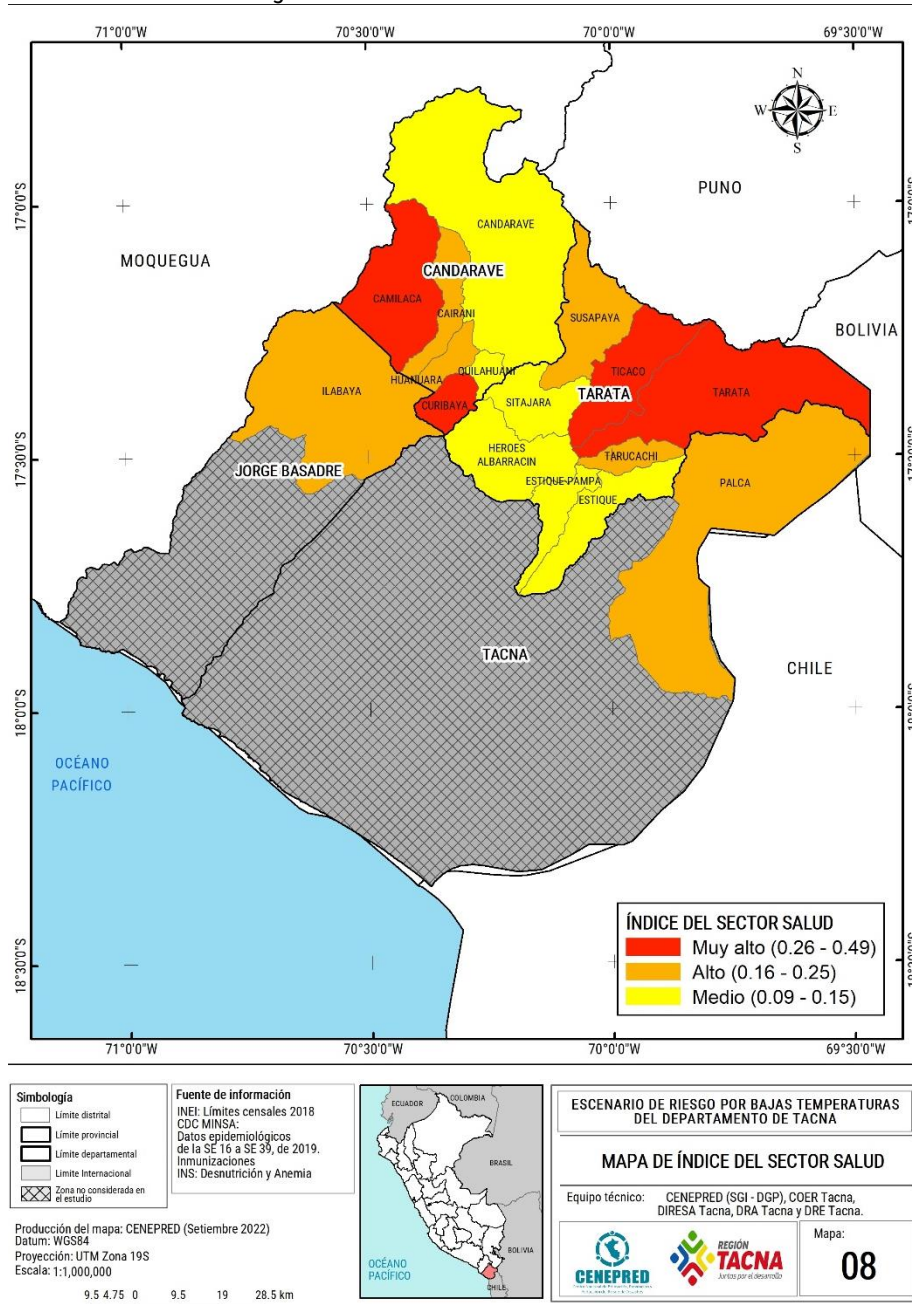 71°0'0"W
70°30'0"W
70°0'0"W
69°30'0"W
N
W
E
S
PUNO
17°0'0"S
17°0'0"S
CANDARAVE
MOQUEGUA
CANDARAVE
CAMILACA
CAIRANI
SUSAPAYA
BOLIVIA
QUILAHUANI
TICACO
HUANUARA
ILABAYA
TARATA
TARATA
CURIBAYA
SITAJARA
HEROES
ALBARRACIN
TARUCACHI
17°30'0"S
JORGE BASADRE
ESTIQUE-PAMPA
PALCA
ESTIQUE
TACNA
CHILE
18°0'0"S
OCÉANO
PACÍFICO
ÍNDICE DEL SECTOR SALUD
Muy alto (0.26 - 0.49)
Alto (0.16 - 0.25)
Medio (0.09 - 0.15)
18°30'0"S
71°0'0"W
70°30'0"W
70°0'0"W
69°30'0"W
Simbología
Límite distrital
Límite provincial
Límite departamental
Limite Internacional
Zona no considerada en
el estudio
Fuente de información
INEI: Límites censales 2018
CDC MINSA:
Datos epidemiológicos
de la SE 16 a SE 39, de 2019.
Inmunizaciones
INS: Desnutrición y Anemia
Producción del mapa: CENEPRED (Setiembre 2022)
Datum: WGS84
Proyección: UTM Zona 19S
Escala: 1:1,000,000
9.5 4.75 0 9.5 19 28.5 km
ECUADOR
COLOMBIA
BRASIL
BOLIVIA
OCÉANO
PACÍFICO
CHILE
ESCENARIO DE RIESGO POR BAJAS TEMPERATURAS
DEL DEPARTAMENTO DE TACNA
MAPA DE ÍNDICE DEL SECTOR SALUD
Equipo técnico: CENEPRED (SGI - DGP), COER Tacna,
DIRESA Tacna, DRA Tacna y DRE Tacna.
CENEPRED
REGIÓN
TACNA
Juntos por el desarrollo
Mapa:
08